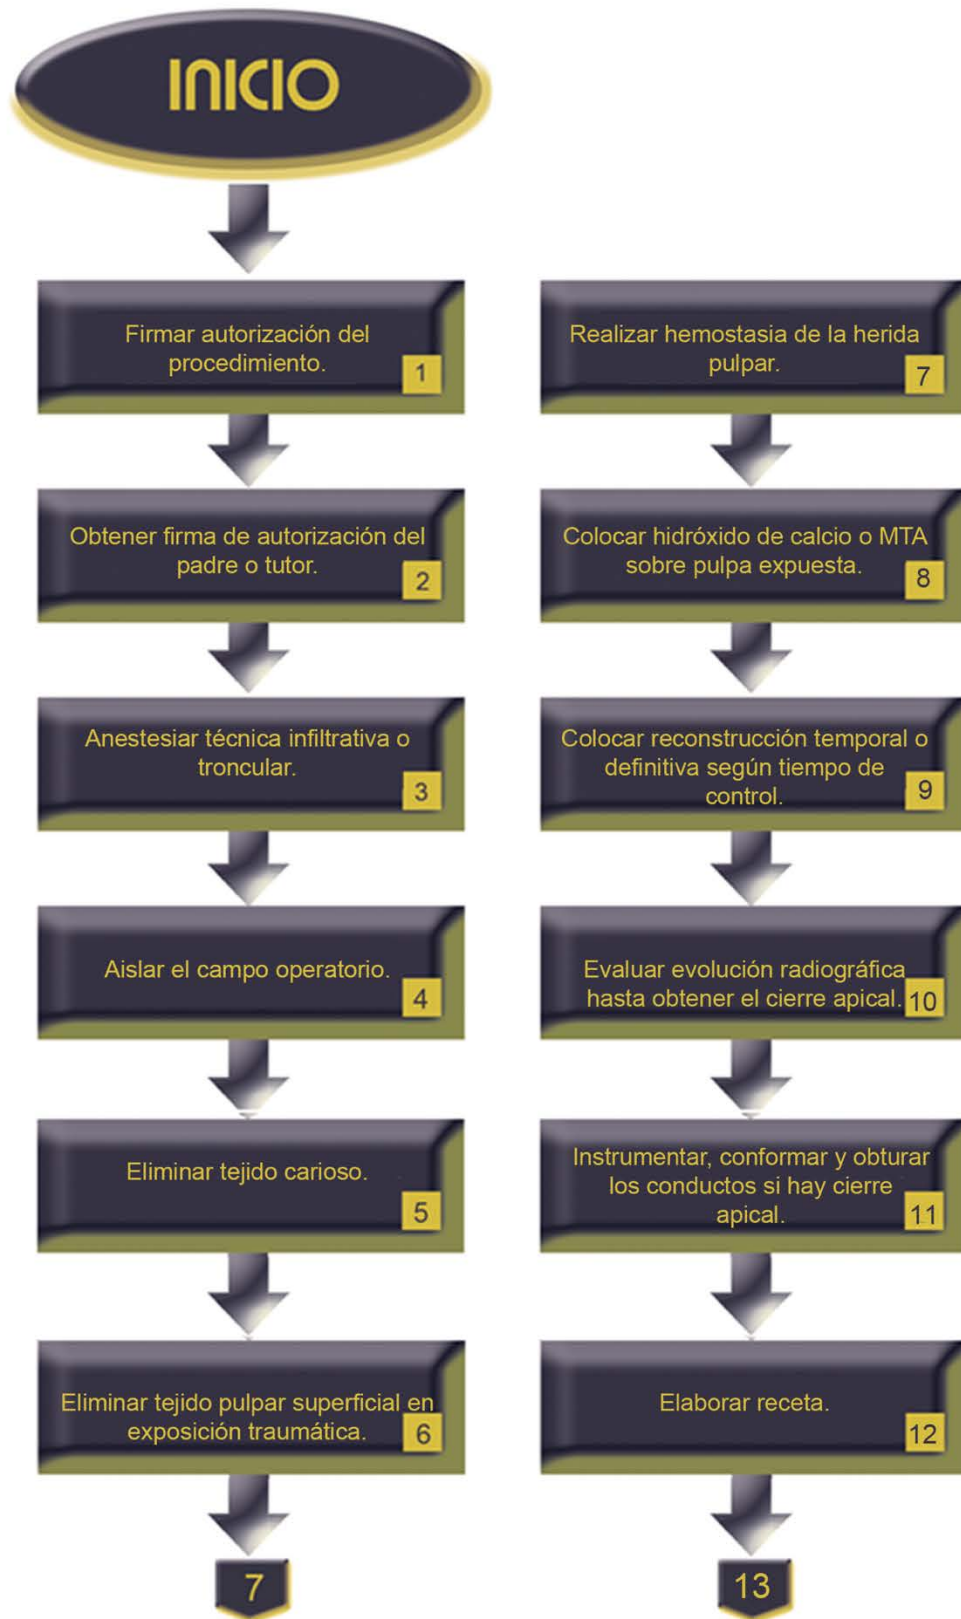 INICIO
Firmar autorización del
procedimiento.
1
Obtener firma de autorización del
padre o tutor.
2
Anestesiar técnica infiltrativa o
troncular.
3
Aislar el campo operatorio.
4
Eliminar tejido carioso.
5
Eliminar tejido pulpar superficial en
exposición traumática.
6
7
Realizar hemostasia de la herida
pulpar.
7
Colocar hidróxido de calcio o MTA
sobre pulpa expuesta.
8
Colocar reconstrucción temporal o
definitiva según tiempo de
control.
9
Evaluar evolución radiográfica
hasta obtener el cierre apical.
10
Instrumentar, conformar y obturar
los conductos si hay cierre
apical.
11
Elaborar receta.
12
13